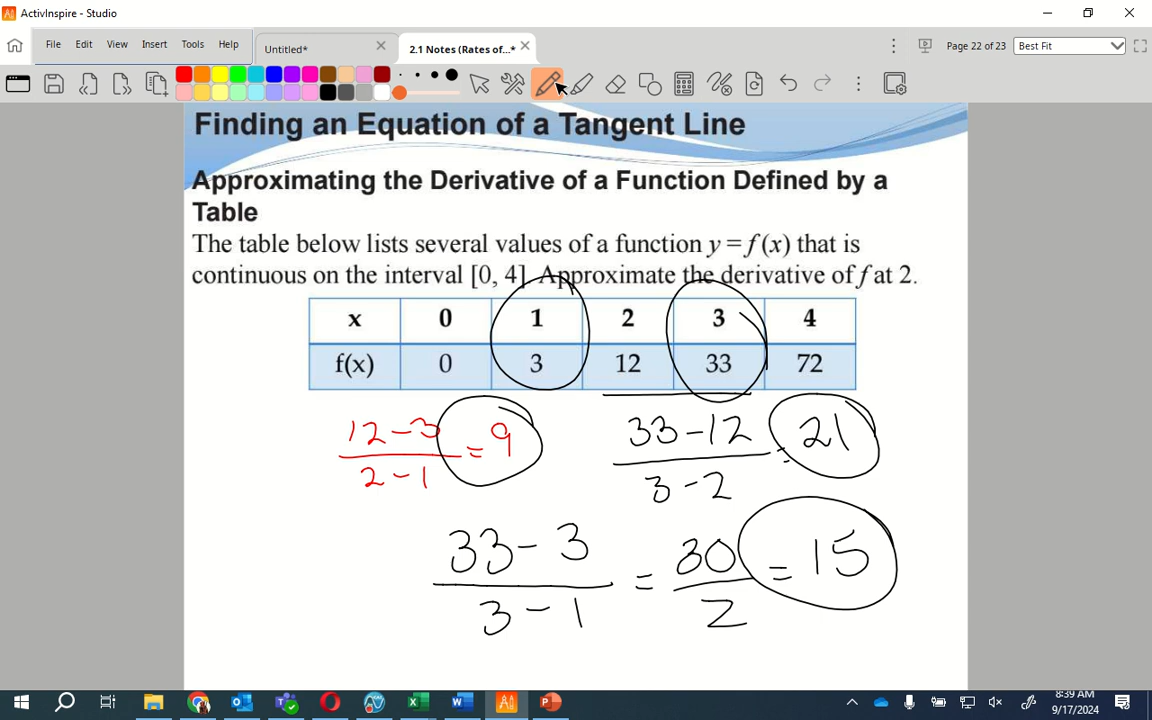 ActivInspire - Studio
File Edit View Insert Tools Help
Untitled*
2.1 Notes (Rates of...*
Page 22 of 23
Best Fit
Finding an Equation of a Tangent Line
Approximating the Derivative of a Function Defined by a
Table
The table below lists several values of a function y = f (x) that is
continuous on the interval [0, 4]. Approximate the derivative of f at 2.
x 0 1 2 3 4
f(x) 0 3 12 33 72
12-3
2-1
= 9
33-12
3-2
= 21
33-3
3-1
=
30
2
= 15
8:39 AM
9/17/2024